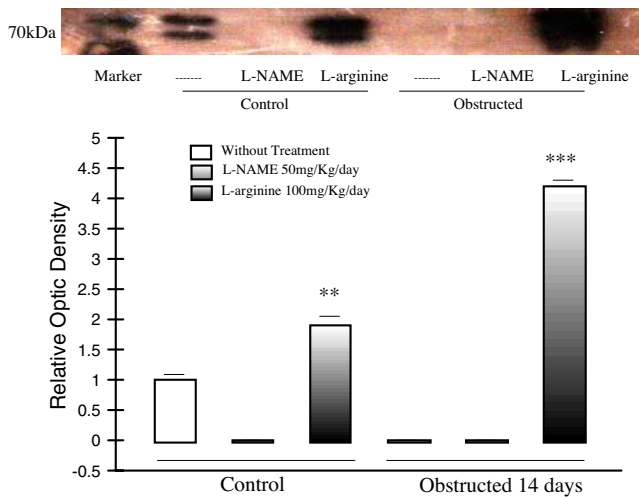 70kDa
Marker ------- L-NAME L-arginine ------- L-NAME L-arginine
Control Obstructed
Relative Optic Density
5
4.5
4
3.5
3
2.5
2
1.5
1
0.5
0
-0.5
Without Treatment
L-NAME 50mg/Kg/day
L-arginine 100mg/Kg/day
**
***
Control Obstructed 14 days